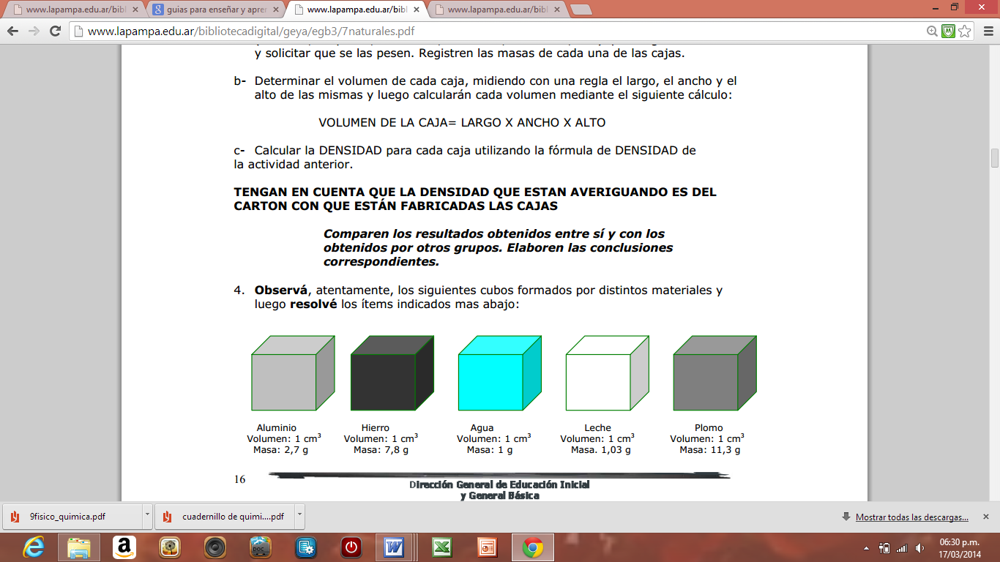 www.lapampa.edu.ar/bibl
guias para enseñar y apre
www.lapampa.edu.ar/bibl
www.lapampa.edu.ar/bibl
www.lapampa.edu.ar/bibliotecadigital/geya/egb3/7naturales.pdf
y solicitar que se las pesen. Registren las masas de cada una de las cajas.
b- Determinar el volumen de cada caja, midiendo con una regla el largo, el ancho y el
alto de las mismas y luego calcularán cada volumen mediante el siguiente cálculo:
VOLUMEN DE LA CAJA= LARGO X ANCHO X ALTO
c- Calcular la DENSIDAD para cada caja utilizando la fórmula de DENSIDAD de
la actividad anterior.
TENGAN EN CUENTA QUE LA DENSIDAD QUE ESTAN AVERIGUANDO ES DEL
CARTON CON QUE ESTÁN FABRICADAS LAS CAJAS
Comparen los resultados obtenidos entre sí y con los
obtenidos por otros grupos. Elaboren las conclusiones
correspondientes.
4. Observá, atentamente, los siguientes cubos formados por distintos materiales y
luego resolvé los ítems indicados mas abajo:
Aluminio Hierro Agua Leche Plomo
Volumen: 1 cm³ Volumen: 1 cm³ Volumen: 1 cm³ Volumen: 1 cm³ Volumen: 1 cm³
Masa: 2,7 g Masa: 7,8 g Masa: 1 g Masa. 1,03 g Masa: 11,3 g
16
Dirección General de Educación Inicial
y General Básica
9fisico_quimica.pdf
cuadernillo de quimi....pdf
Mostrar todas las descargas...
DOC
06:30 p.m.
17/03/2014